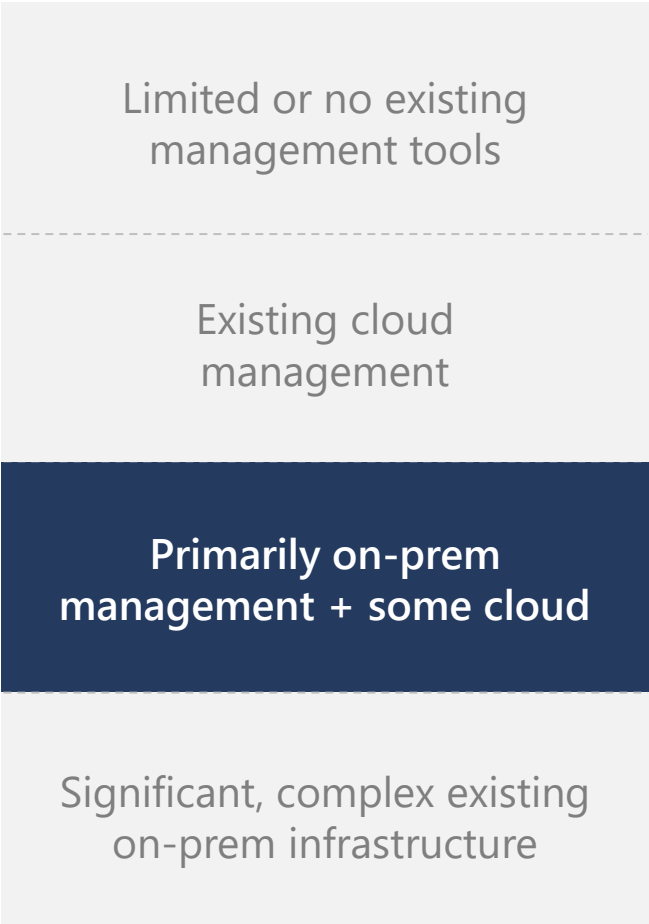 Limited or no existing
management tools
Existing cloud
management
Primarily on-prem
management + some cloud
Significant, complex existing
on-prem infrastructure